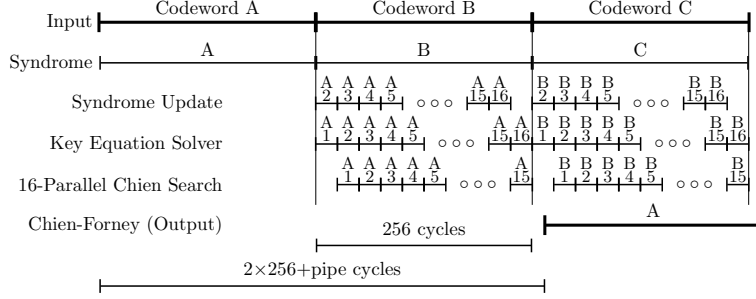 Codeword A Codeword B Codeword C
Input
A B C
Syndrome
A A A A A A B B B B B B
Syndrome Update 2 3 4 5 ∘∘∘ 15 16 2 3 4 5 ∘∘∘ 15 16
A A A A A A A B B B B B B B
Key Equation Solver 1 2 3 4 5 ∘∘∘ 15 16 1 2 3 4 5 ∘∘∘ 15 16
A A A A A A B B B B B B
16-Parallel Chien Search 1 2 3 4 5 ∘∘∘ 15 1 2 3 4 5 ∘∘∘ 15
A
Chien-Forney (Output)
256 cycles
2×256+pipe cycles